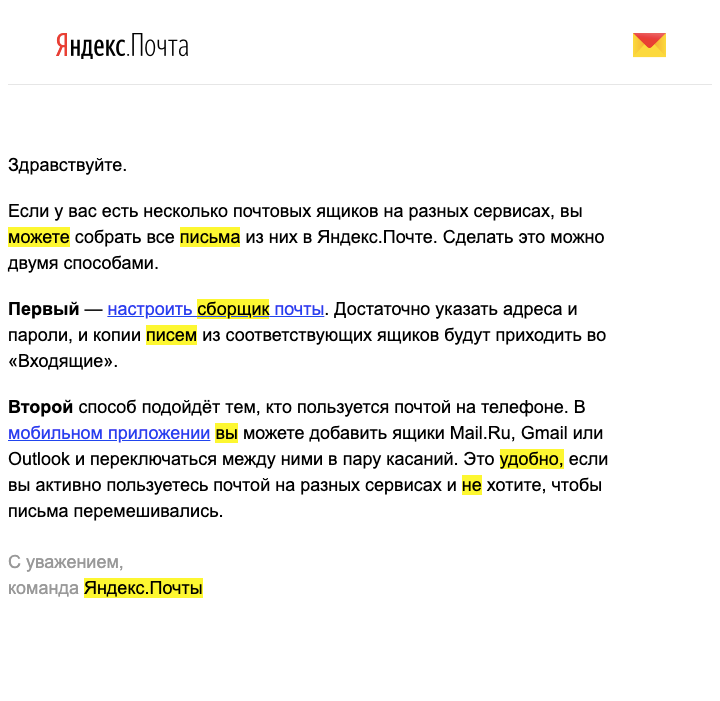 Яндекс.Почта
Здравствуйте.
Если у вас есть несколько почтовых ящиков на разных сервисах, вы
можете собрать все письма из них в Яндекс.Почте. Сделать это можно
двумя способами.
Первый — настроить сборщик почты. Достаточно указать адреса и
пароли, и копии писем из соответствующих ящиков будут приходить во
«Входящие».
Второй способ подойдёт тем, кто пользуется почтой на телефоне. В
мобильном приложении вы можете добавить ящики Mail.Ru, Gmail или
Outlook и переключаться между ними в пару касаний. Это удобно, если
вы активно пользуетесь почтой на разных сервисах и не хотите, чтобы
письма перемешивались.
С уважением,
команда Яндекс.Почты